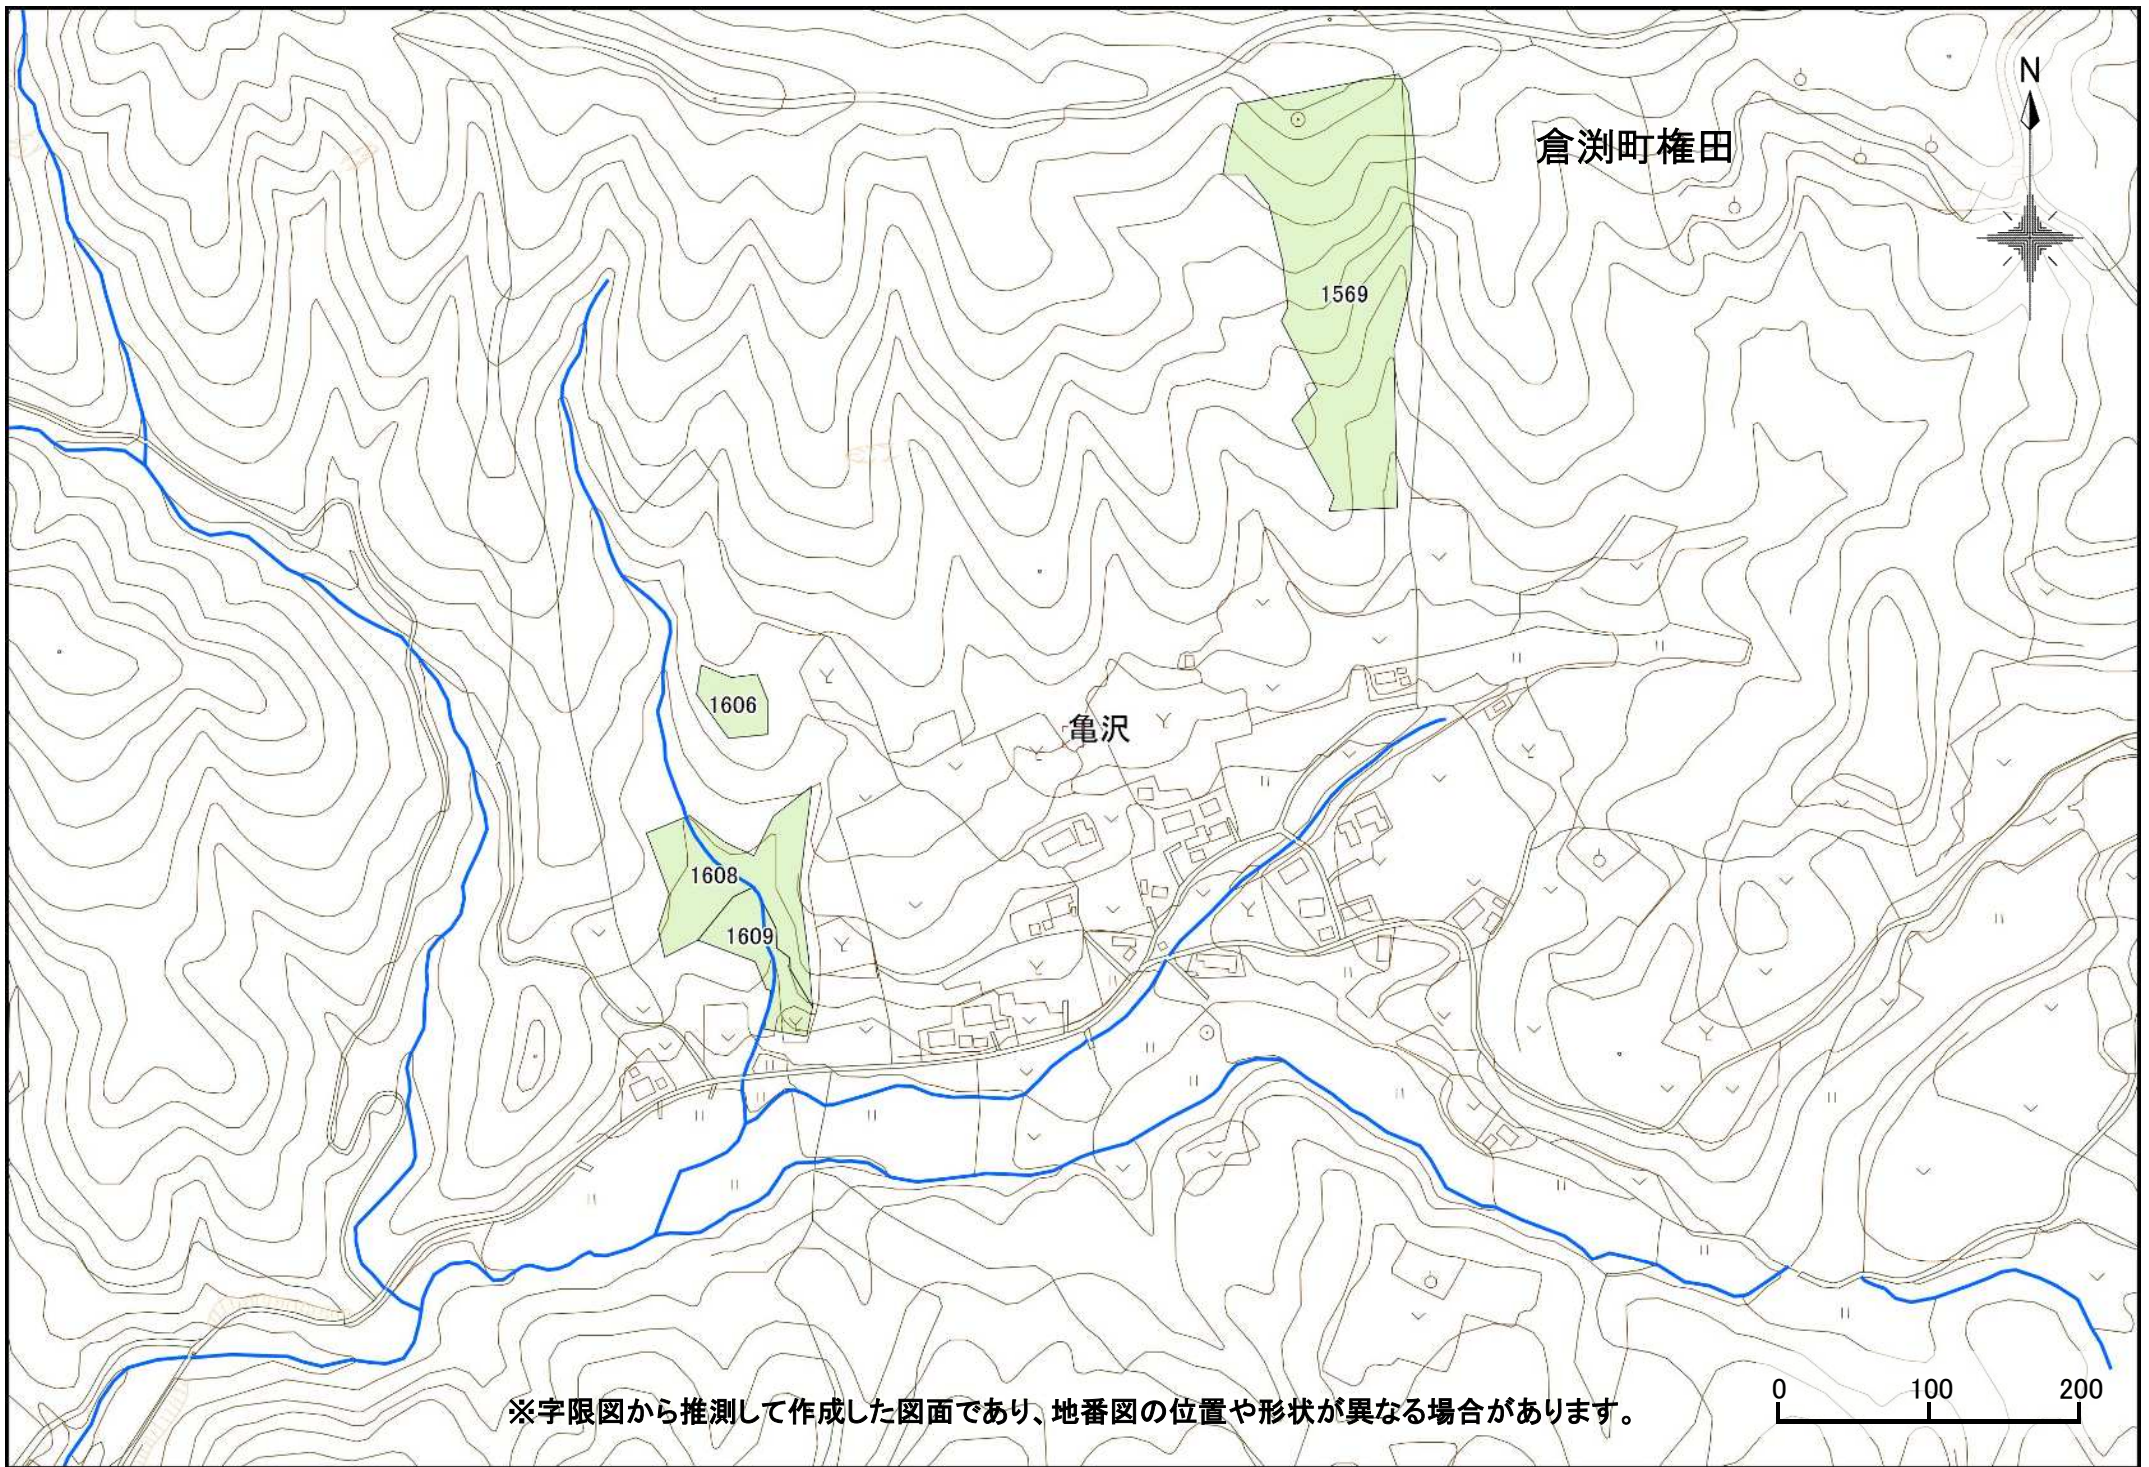 N
倉渕町権田
1569
1606
亀沢
1608
1609
0 100 200
※字限図から推測して作成した図面であり、地番図の位置や形状が異なる場合があります。